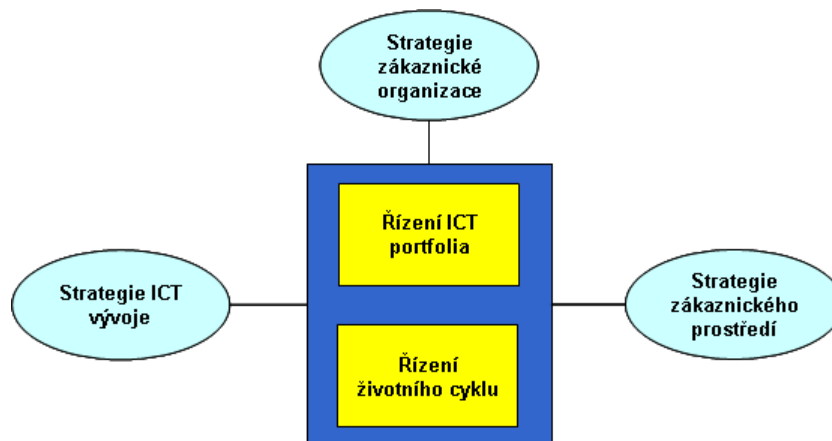 Strategie
zákaznické
organizace
Řízení ICT
portfolia
Strategie ICT
vývoje
Strategie
zákaznického
prostředí
Řízení
životního cyklu